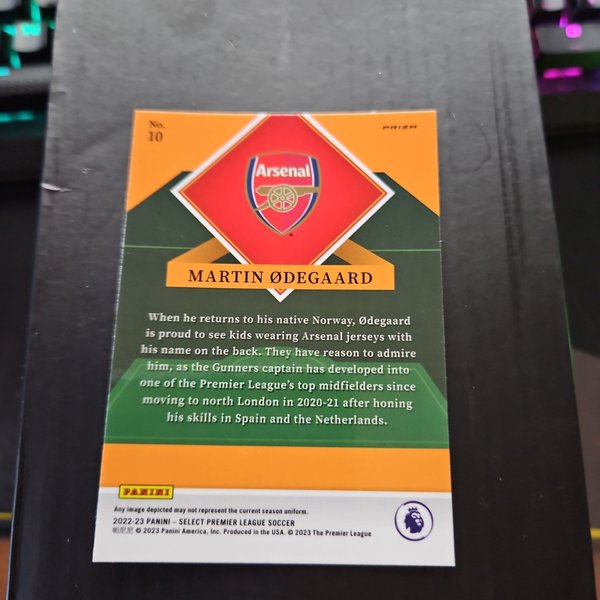 No.
10
PRIZM
Arsenal
MARTIN ØDEGAARD
When he returns to his native Norway, Ødegaard
is proud to see kids wearing Arsenal jerseys with
his name on the back. They have reason to admire
him, as the Gunners captain has developed into
one of the Premier League's top midfielders since
moving to north London in 2020-21 after honing
his skills in Spain and the Netherlands.
PANINI
Any image depicted may not represent the current season uniform.
2022-23 PANINI – SELECT PREMIER LEAGUE SOCCER
帕尼尼 © 2023 Panini America, Inc. Produced in the USA. © 2023 The Premier League